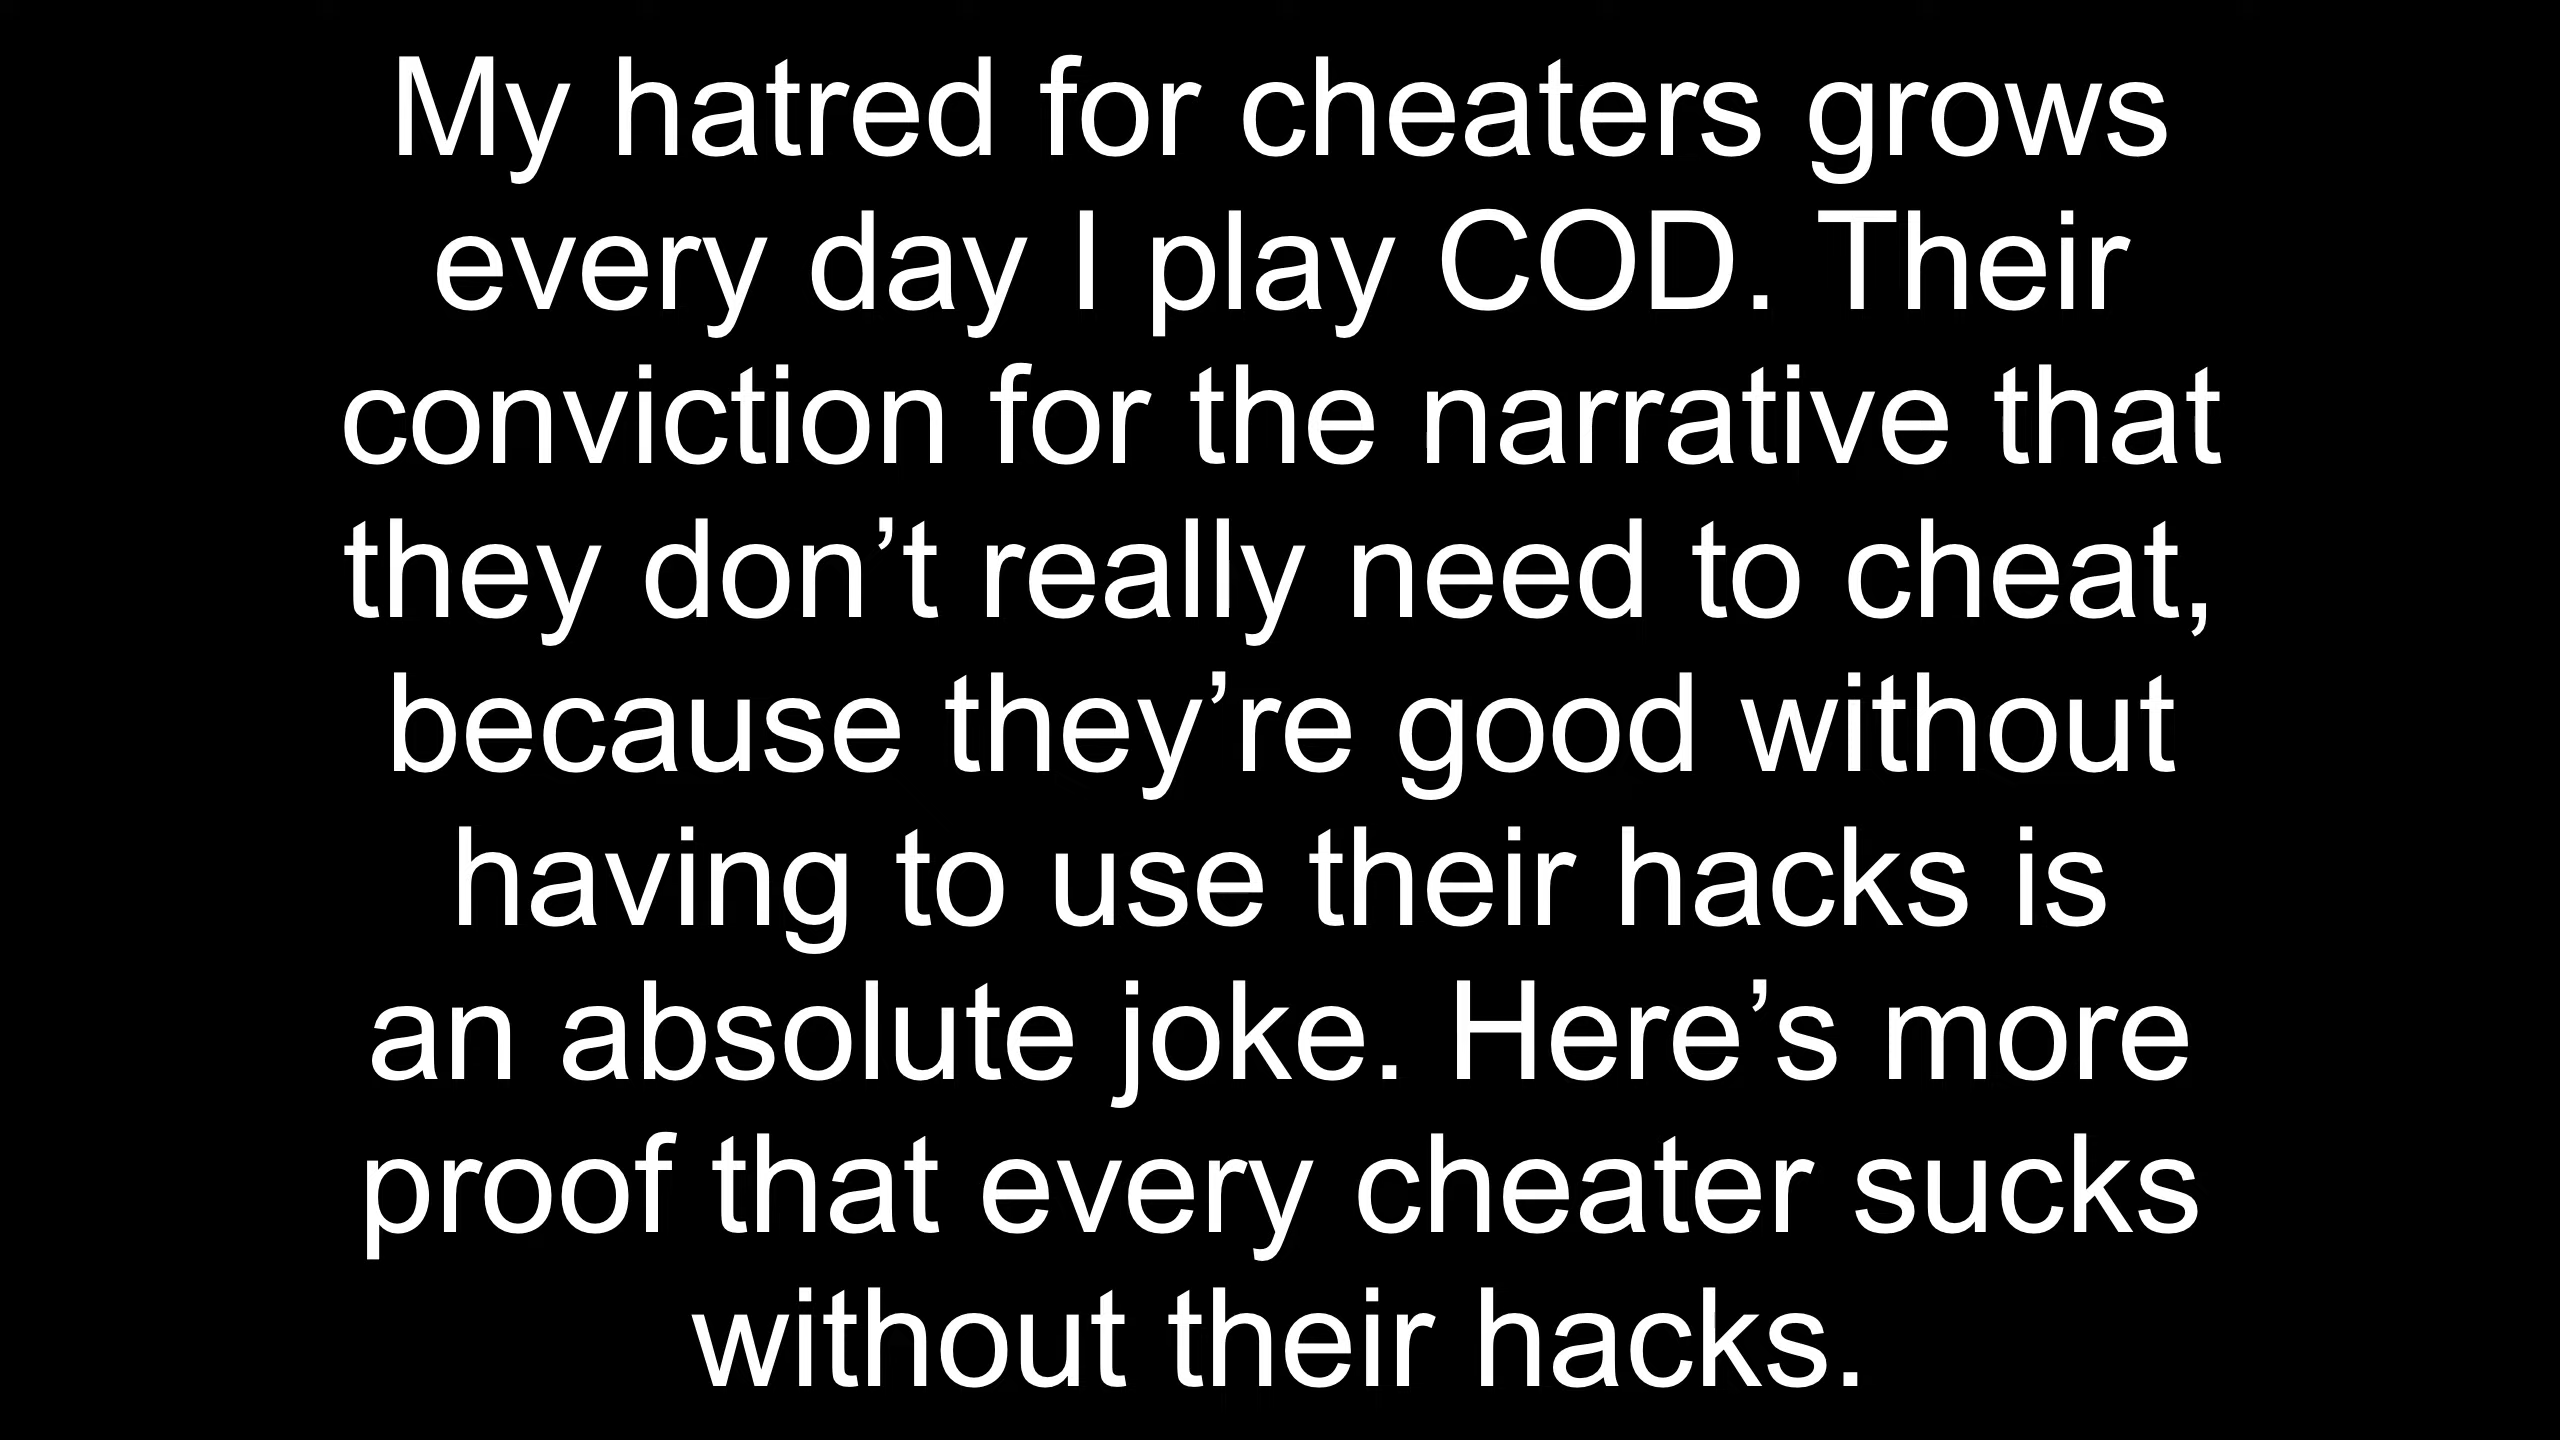 My hatred for cheaters grows
every day I play COD. Their
conviction for the narrative that
they don’t really need to cheat,
because they’re good without
having to use their hacks is
an absolute joke. Here’s more
proof that every cheater sucks
without their hacks.